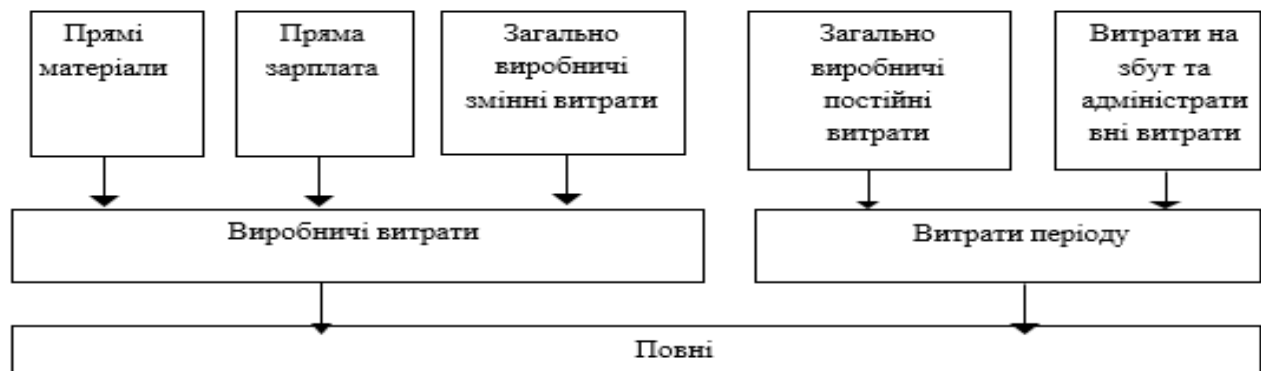 Прямі
матеріали
Пряма
зарплата
Загально
виробничі
змінні витрати
Загально
виробничі
постійні
витрати
Витрати на
збут та
адміністрати
вні витрати
Виробничі витрати
Витрати періоду
Повні